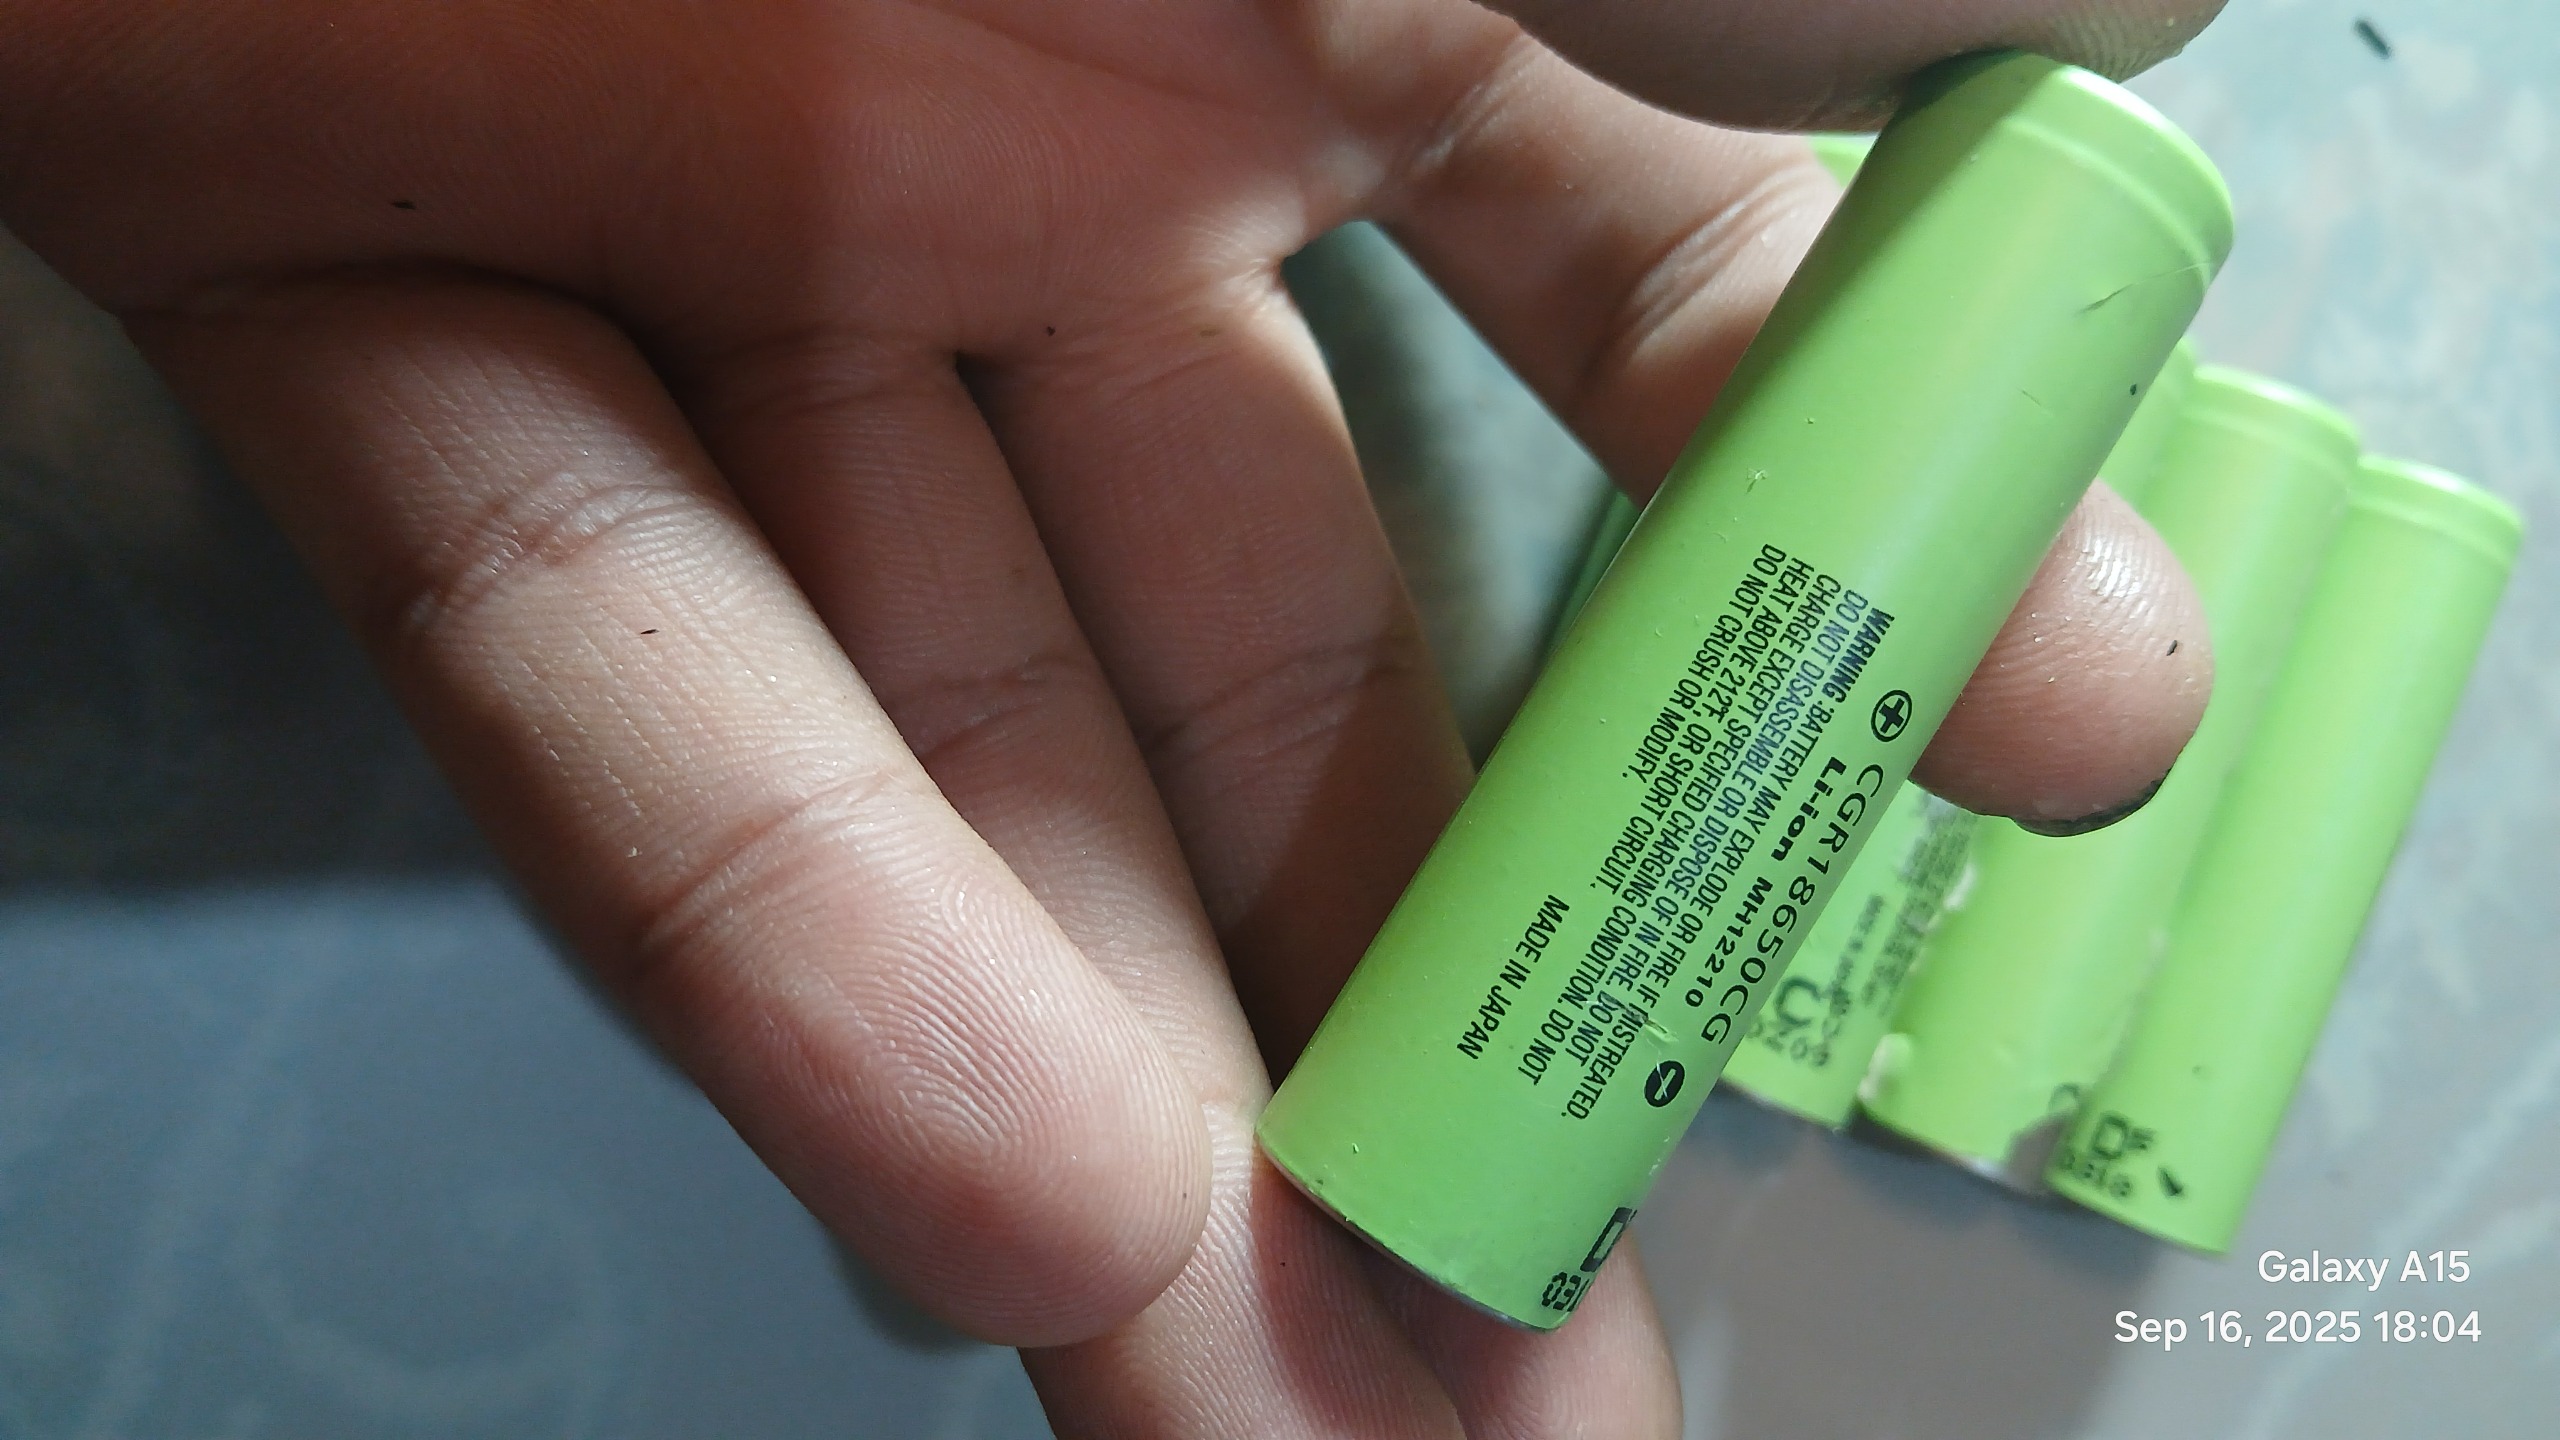 CGR18650CG
Li-ion MH12210
WARNING :BATTERY MAY EXPLODE OR FIRE IF MISTREATED.
DO NOT DISASSEMBLE OR DISPOSE OF IN FIRE, DO NOT
CHARGE EXCEPT SPECIFIED CHARGING CONDITION. DO NOT
HEAT ABOVE 212℉, OR SHORT CIRCUIT.
DO NOT CRUSH OR MODIFY.
MADE IN JAPAN
Galaxy A15
Sep 16, 2025 18:04